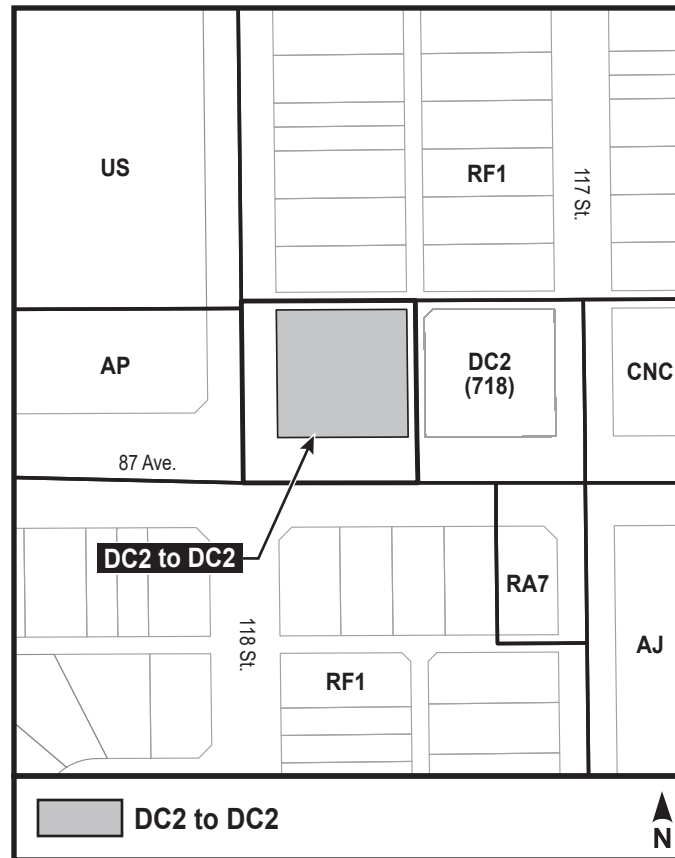 US
RF1
117 St.
AP
DC2
(718)
CNC
87 Ave.
DC2 to DC2
RA7
118 St.
RF1
AJ
DC2 to DC2
N